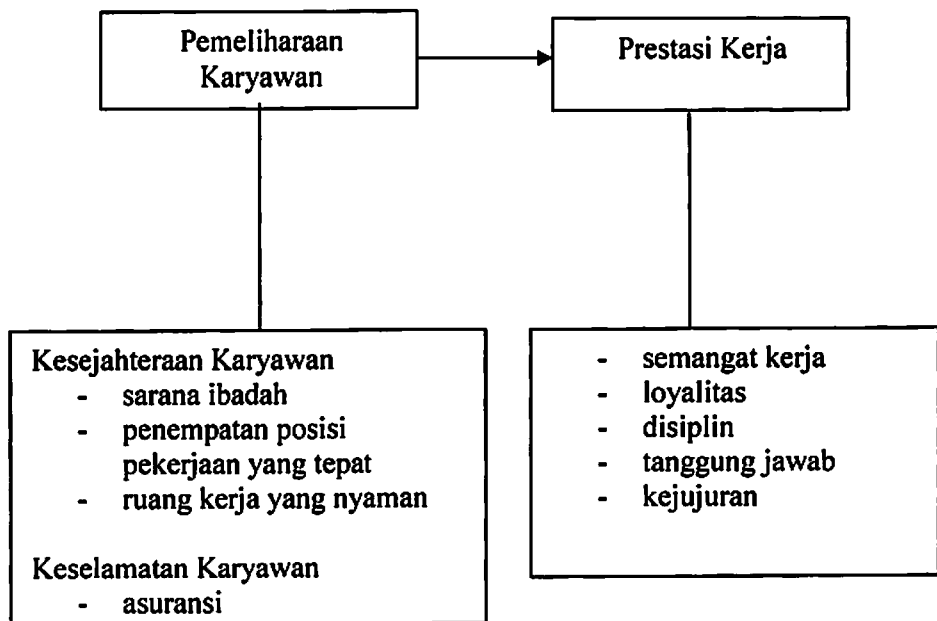 Pemeliharaan
Karyawan
Prestasi Kerja
Kesejahteraan Karyawan
- sarana ibadah
- penempatan posisi
pekerjaan yang tepat
- ruang kerja yang nyaman
Keselamatan Karyawan
- asuransi
- semangat kerja
- loyalitas
- disiplin
- tanggung jawab
- kejujuran